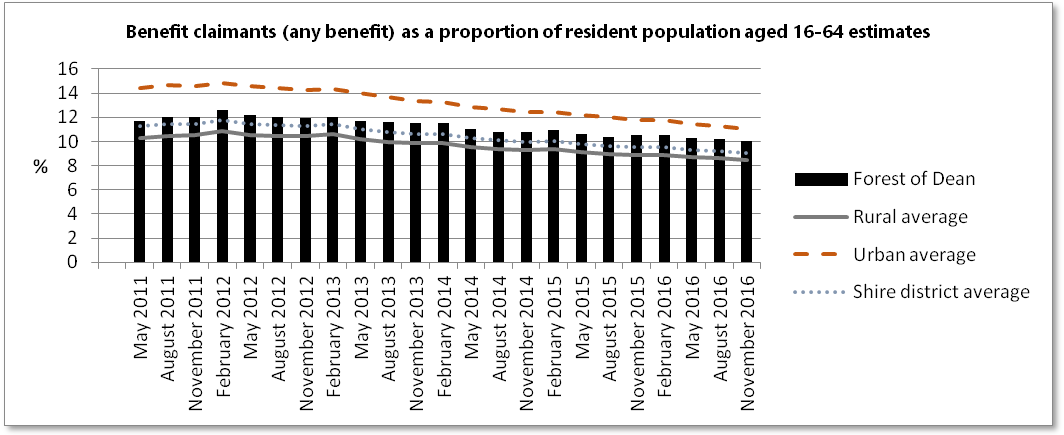 Benefit claimants (any benefit) as a proportion of resident population aged 16-64 estimates
16
14
12
10
8
6
4
2
0
%
May 2011
August 2011
November 2011
February 2012
May 2012
August 2012
November 2012
February 2013
May 2013
August 2013
November 2013
February 2014
May 2014
August 2014
November 2014
February 2015
May 2015
August 2015
November 2015
February 2016
May 2016
August 2016
November 2016
Forest of Dean
Rural average
Urban average
Shire district average